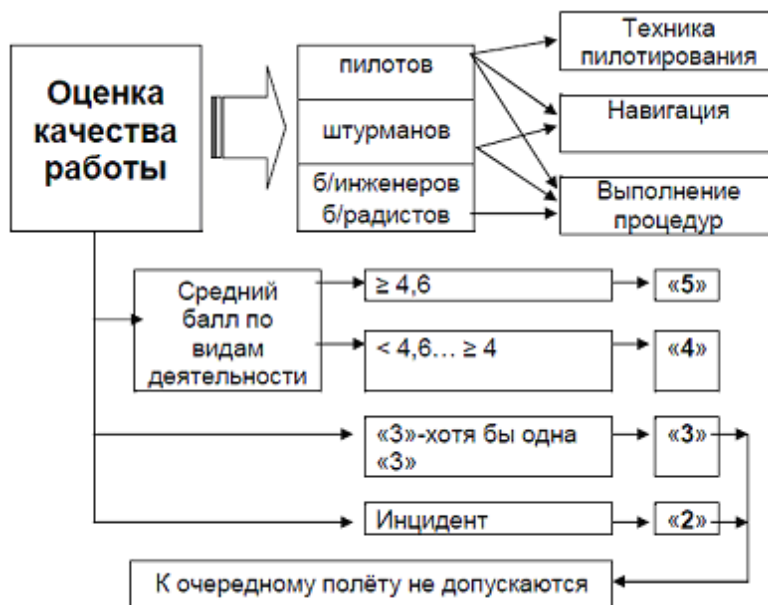 Оценка
качества
работы
пилотов
штурманов
б/инженеров
б/радистов
Техника
пилотирования
Навигация
Выполнение
процедур
Средний
балл по
видам
деятельности
≥ 4,6
«5»
< 4,6… ≥ 4
«4»
«3»-хотя бы одна
«3»
«3»
Инцидент
«2»
К очередному полёту не допускаются